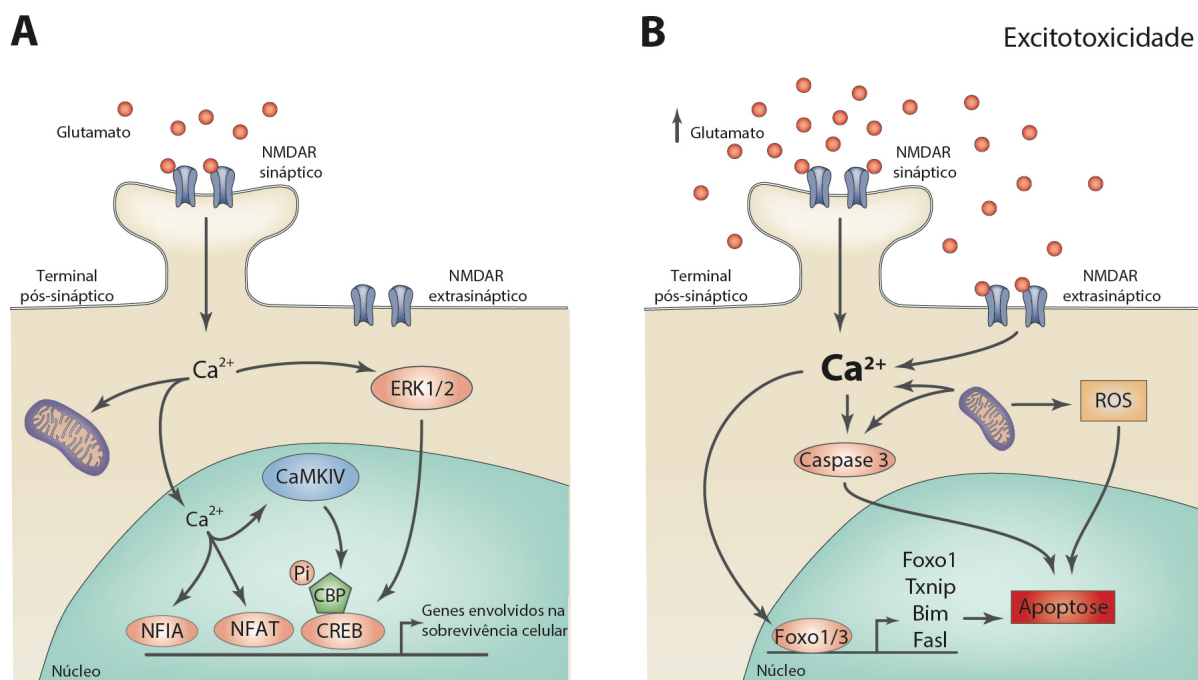 A
Glutamato
NMDAR
sináptico
Terminal
pós-sináptico
NMDAR
extrasináptico
Ca2+
ERK1/2
CaMKIV
Ca2+
Pi
CBP
NFIA
NFAT
CREB
Genes envolvidos na
sobrevivência celular
Núcleo
B
Excitotoxicidade
Glutamato
NMDAR
sináptico
Terminal
pós-sináptico
NMDAR
extrasináptico
Ca2+
ROS
Caspase 3
Foxo1
Txnip
Bim
Fasl
Apoptose
Foxo1/3
Núcleo